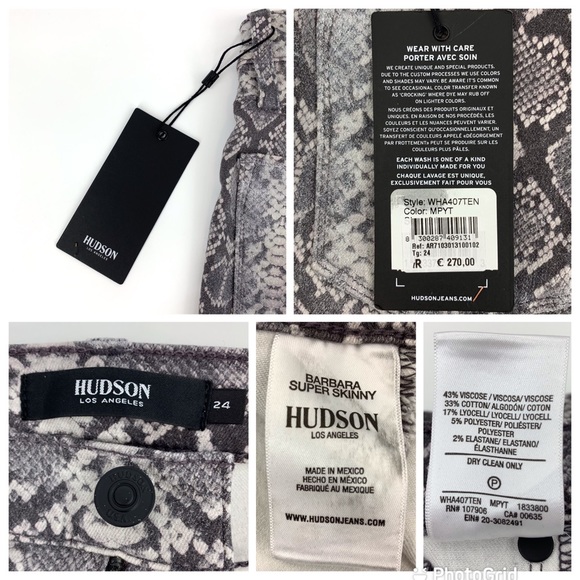 HUDSON
LOS ANGELES
WEAR WITH CARE
PORTER AVEC SOIN
WE CREATE UNIQUE AND SPECIAL PRODUCTS.
DUE TO THE CUSTOM PROCESSES WE USE COLORS
AND SHADES MAY VARY. BE AWARE IT'S COMMON
TO SEE OCCASIONAL COLOR TRANSFER KNOWN
AS 'CROCKING' WHERE DYE MAY RUB OFF
ON LIGHTER COLORS.
NOUS CRÉONS DES PRODUITS ORIGINAUX ET
UNIQUES. EN RAISON DE NOS PROCÉDÉS, LES
COULEURS ET LES NUANCES PEUVENT VARIER.
SOYEZ CONSCIENT QU'OCCASIONNELLEMENT, UN
TRANSFERT DE COULEURS APPELÉ «DÉGORGEMENT
PAR FROTTEMENT» PEUT SE PRODUIRE SUR LES
COULEURS PLUS PÂLES.
EACH WASH IS ONE OF A KIND
INDIVIDUALLY MADE FOR YOU
CHAQUE LAVAGE EST UNIQUE,
EXCLUSIVEMENT FAIT POUR VOUS
Style: WHA407TEN
Color: MPYT
8 300287 409131
Ref: AR7103013100102
Tg: 24
€ 270,00
HUDSONJEANS.COM
HUDSON
LOS ANGELES
24
BARBARA
SUPER SKINNY
HUDSON
LOS ANGELES
MADE IN MEXICO
HECHO EN MÉXICO
FABRIQUÉ AU MEXIQUE
WWW.HUDSONJEANS.COM
43% VISCOSE / VISCOSA/ VISCOSE
33% COTTON/ ALGODÓN/ COTON
17% LYOCELL/ LYOCELL/ LYOCELL
5% POLYESTER/ POLIÉSTER/
POLYESTER
2% ELASTANE/ ELASTANO/
ÉLASTHANNE
DRY CLEAN ONLY
P
WHA407TEN MPYT 1833800
RN# 107906 CA# 00635
EIN# 20-3082491
PhotoGrid